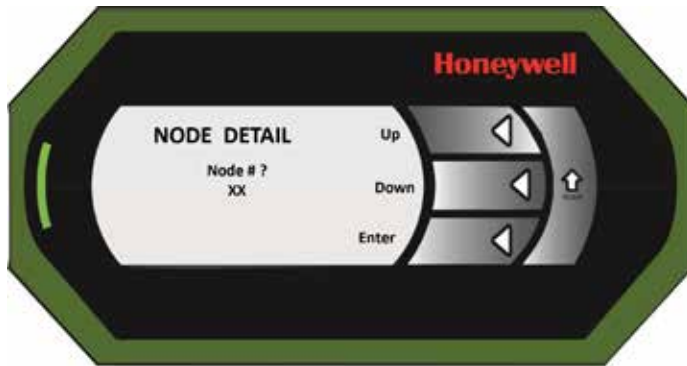 Honeywell
NODE DETAIL
Up
Node # ?
XX
Down
Enter